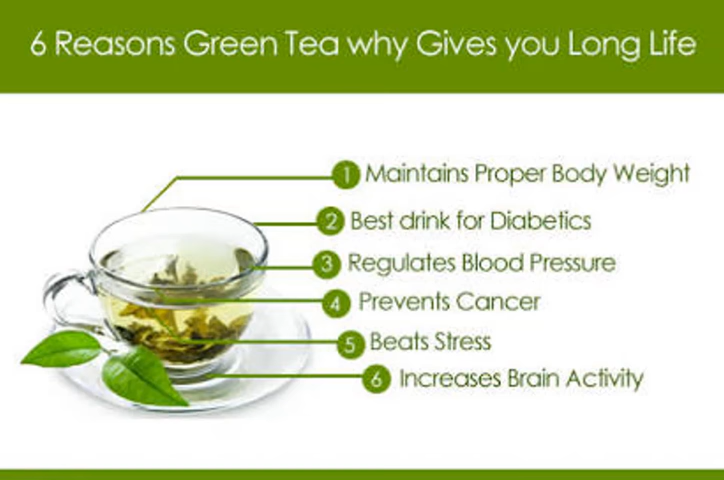 6 Reasons Green Tea why Gives you Long Life
1 Maintains Proper Body Weight
2 Best drink for Diabetics
3 Regulates Blood Pressure
4 Prevents Cancer
5 Beats Stress
6 Increases Brain Activity